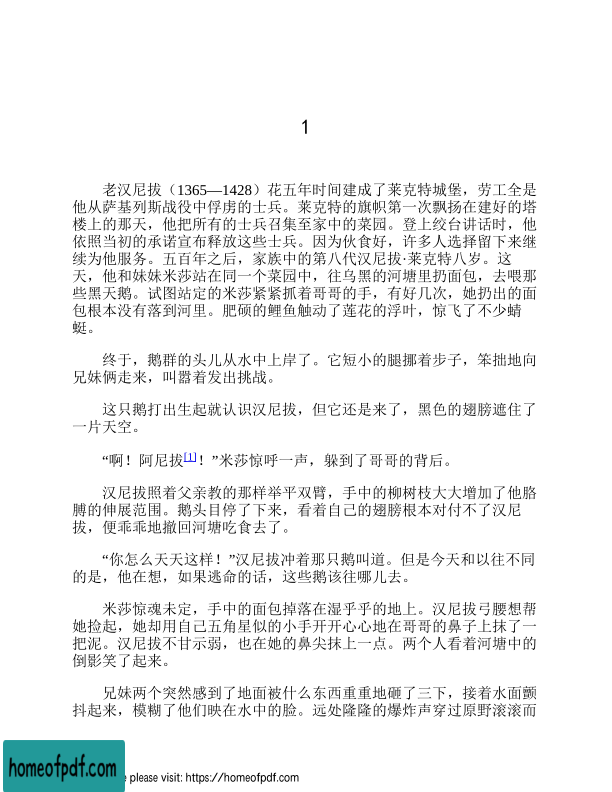 1
老汉尼拔（1365—1428）花五年时间建成了莱克特城堡，劳工全是
他从萨基列斯战役中俘虏的士兵。莱克特的旗帜第一次飘扬在建好的塔
楼上的那天，他把所有的士兵召集至家中的菜园。登上绞台讲话时，他
依照当初的承诺宣布释放这些士兵。因为伙食好，许多人选择留下来继
续为他服务。五百年之后，家族中的第八代汉尼拔·莱克特八岁。这
天，他和妹妹米莎站在同一个菜园中，往乌黑的河塘里扔面包，去喂那
些黑天鹅。试图站定的米莎紧紧抓着哥哥的手，有好几次，她扔出的面
包根本没有落到河里。肥硕的鲤鱼触动了莲花的浮叶，惊飞了不少蜻
蜓。
终于，鹅群的头儿从水中上岸了。它短小的腿挪着步子，笨拙地向
兄妹俩走来，叫嚣着发出挑战。
这只鹅打出生起就认识汉尼拔，但它还是来了，黑色的翅膀遮住了
一片天空。
“啊！阿尼拔[1]！”米莎惊呼一声，躲到了哥哥的背后。
汉尼拔照着父亲教的那样举平双臂，手中的柳树枝大大增加了他胳
膊的伸展范围。鹅头目停了下来，看着自己的翅膀根本对付不了汉尼
拔，便乖乖地撤回河塘吃食去了。
“你怎么天天这样！”汉尼拔冲着那只鹅叫道。但是今天和以往不同
的是，他在想，如果逃命的话，这些鹅该往哪儿去。
米莎惊魂未定，手中的面包掉落在湿乎乎的地上。汉尼拔弓腰想帮
她捡起，她却用自己五角星似的小手开开心心地在哥哥的鼻子上抹了一
把泥。汉尼拔不甘示弱，也在她的鼻尖抹上一点。两个人看着河塘中的
倒影笑了起来。
兄妹两个突然感到了地面被什么东西重重地砸了三下，接着水面颤
抖起来，模糊了他们映在水中的脸。远处隆隆的爆炸声穿过原野滚滚而
homeofpdf.com
please visit: https://homeofpdf.com